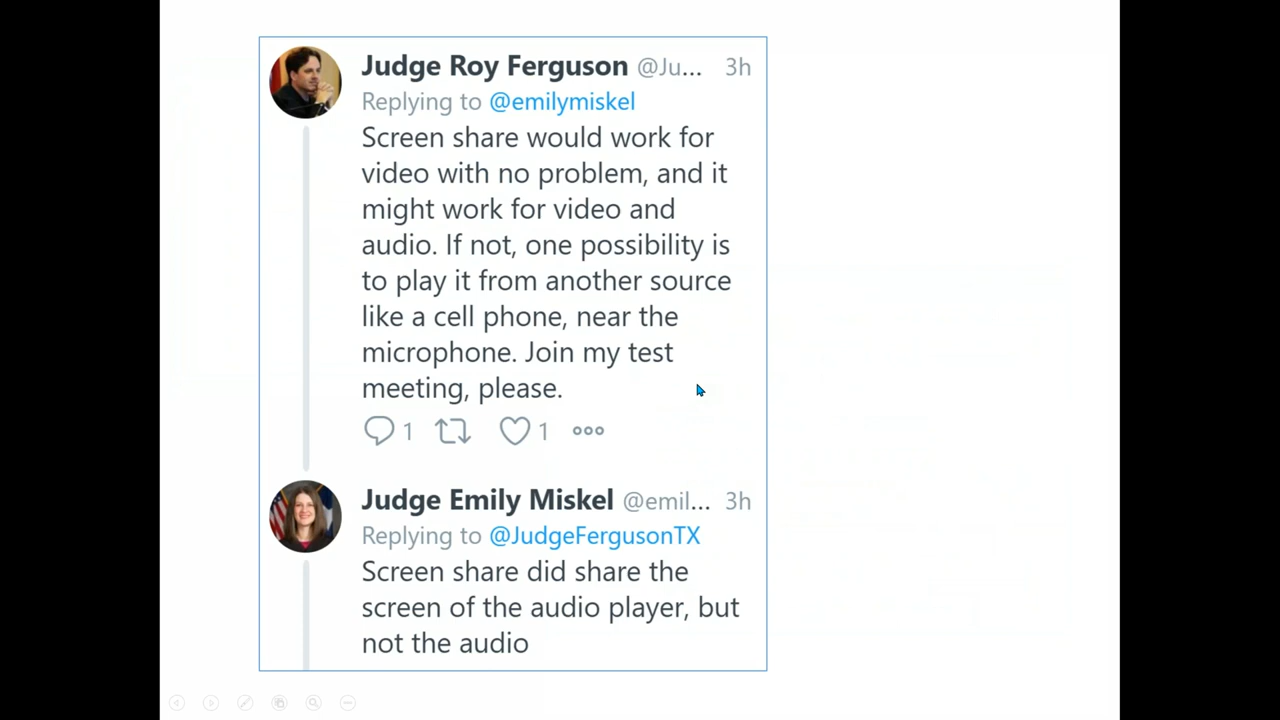 Judge Roy Ferguson @Ju... 3h
Replying to @emilymiskel
Screen share would work for
video with no problem, and it
might work for video and
audio. If not, one possibility is
to play it from another source
like a cell phone, near the
microphone. Join my test
meeting, please.
1 1
Judge Emily Miskel @emil... 3h
Replying to @JudgeFergusonTX
Screen share did share the
screen of the audio player, but
not the audio